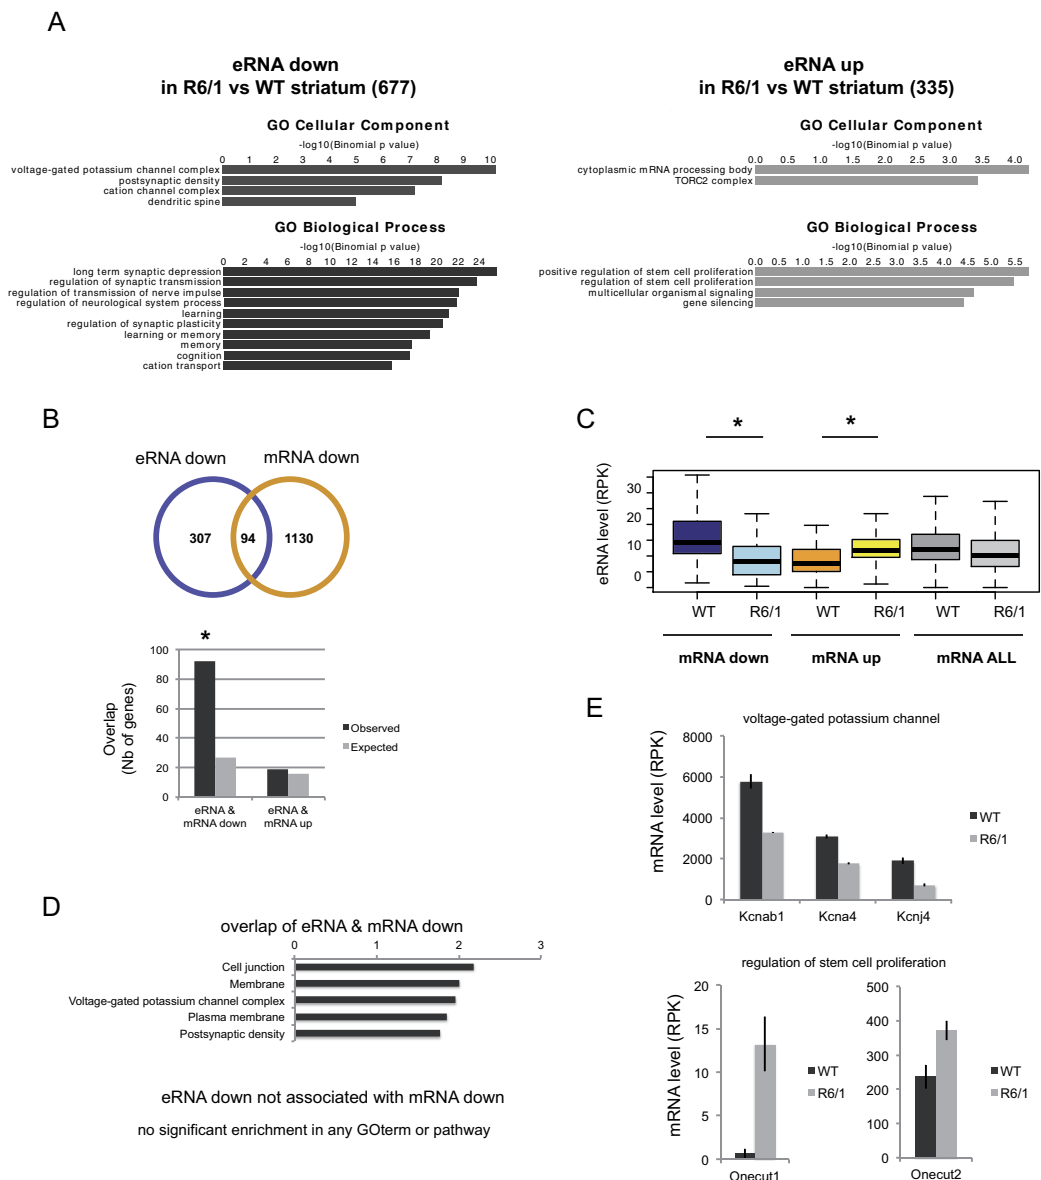 A
eRNA down
in R6/1 vs WT striatum (677)
GO Cellular Component
-log10(Binomial p value)
0 1 2 3 4 5 6 7 8 9 10
voltage-gated potassium channel complex
postsynaptic density
cation channel complex
dendritic spine
GO Biological Process
-log10(Binomial p value)
0 2 4 6 8 10 12 14 16 18 20 22 24
long term synaptic depression
regulation of synaptic transmission
regulation of transmission of nerve impulse
regulation of neurological system process
learning
regulation of synaptic plasticity
learning or memory
memory
cognition
cation transport
eRNA up
in R6/1 vs WT striatum (335)
GO Cellular Component
-log10(Binomial p value)
0.0 0.5 1.0 1.5 2.0 2.5 3.0 3.5 4.0
cytoplasmic mRNA processing body
TORC2 complex
GO Biological Process
-log10(Binomial p value)
0.0 0.5 1.0 1.5 2.0 2.5 3.0 3.5 4.0 4.5 5.0 5.5
positive regulation of stem cell proliferation
regulation of stem cell proliferation
multicellular organismal signaling
gene silencing
B
eRNA down mRNA down
307 94 1130
*
Overlap
(Nb of genes)
100
80
60
40
20
0
Observed
Expected
eRNA & mRNA down
eRNA & mRNA up
C
* *
eRNA level (RPK)
30
20
10
0
WT R6/1 WT R6/1 WT R6/1
mRNA down mRNA up mRNA ALL
D
overlap of eRNA & mRNA down
0 1 2 3
Cell junction
Membrane
Voltage-gated potassium channel complex
Plasma membrane
Postsynaptic density
eRNA down not associated with mRNA down
no significant enrichment in any GOterm or pathway
E
voltage-gated potassium channel
mRNA level (RPK)
8000
6000
4000
2000
0
WT
R6/1
Kcnab1 Kcna4 Kcnj4
regulation of stem cell proliferation
mRNA level (RPK)
20
15
10
5
0
WT
R6/1
Onecut1
500
400
300
200
100
0
WT
R6/1
Onecut2